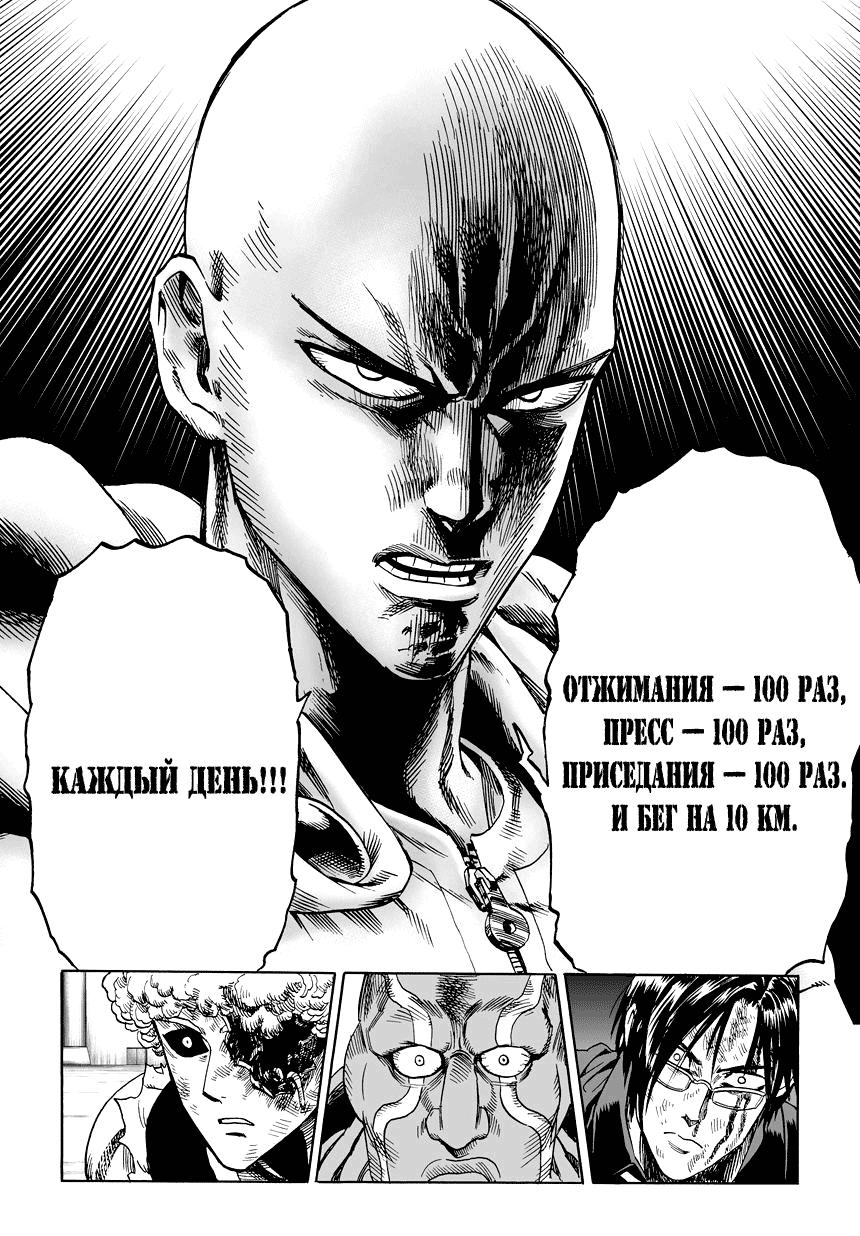 ОТЖИМАНИЯ — 100 РАЗ,
ПРЕСС — 100 РАЗ,
ПРИСЕДАНИЯ — 100 РАЗ.
И БЕГ НА 10 КМ.
КАЖДЫЙ ДЕНЬ!!!